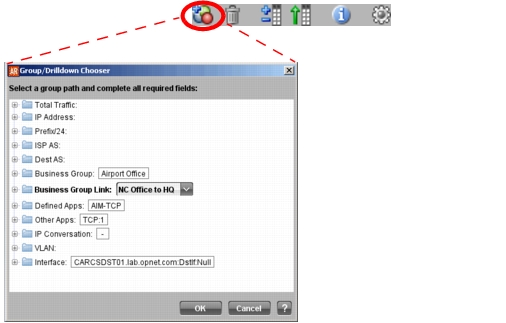 AR Group/Drilldown Chooser
Select a group path and complete all required fields:
Total Traffic:
IP Address:
Prefix/24:
ISP AS:
Dest AS:
Business Group: Airport Office
Business Group Link: NC Office to HQ
Defined Apps: AIM-TCP
Other Apps: TCP:1
IP Conversation: -
VLAN:
Interface: CARCSDST01.lab.opnet.com:DstIf:Null
OK Cancel ?